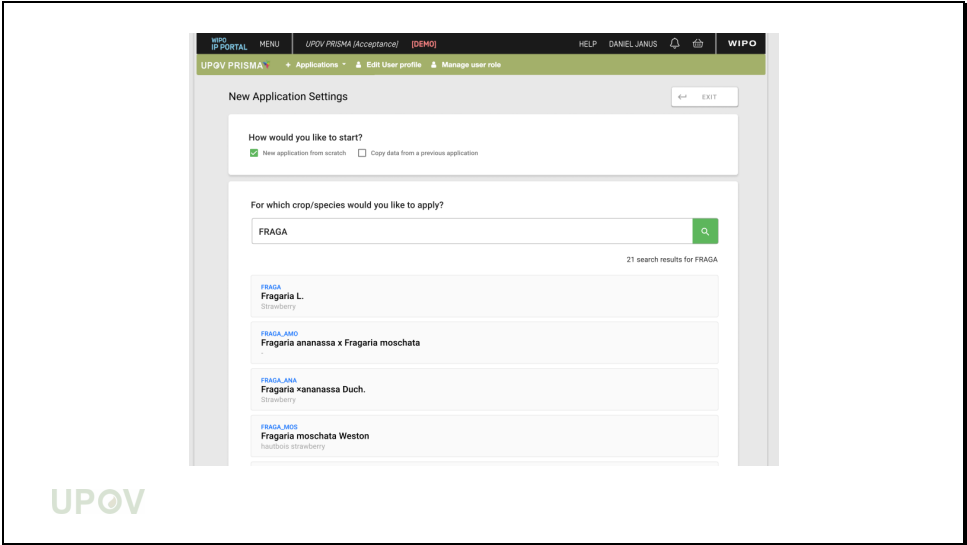 WIPO
IP PORTAL MENU UPOV PRISMA [Acceptance] [DEMO] HELP DANIEL JANUS WIPO
UPOV PRISMA + Applications Edit User profile Manage user role
New Application Settings
EXIT
How would you like to start?
New application from scratch Copy data from a previous application
For which crop/species would you like to apply?
FRAGA
21 search results for FRAGA
FRAGA
Fragaria L.
Strawberry
FRAGA_AMO
Fragaria ananassa x Fragaria moschata
-
FRAGA_ANA
Fragaria ×ananassa Duch.
Strawberry
FRAGA_MOS
Fragaria moschata Weston
hautbois strawberry
UPOV